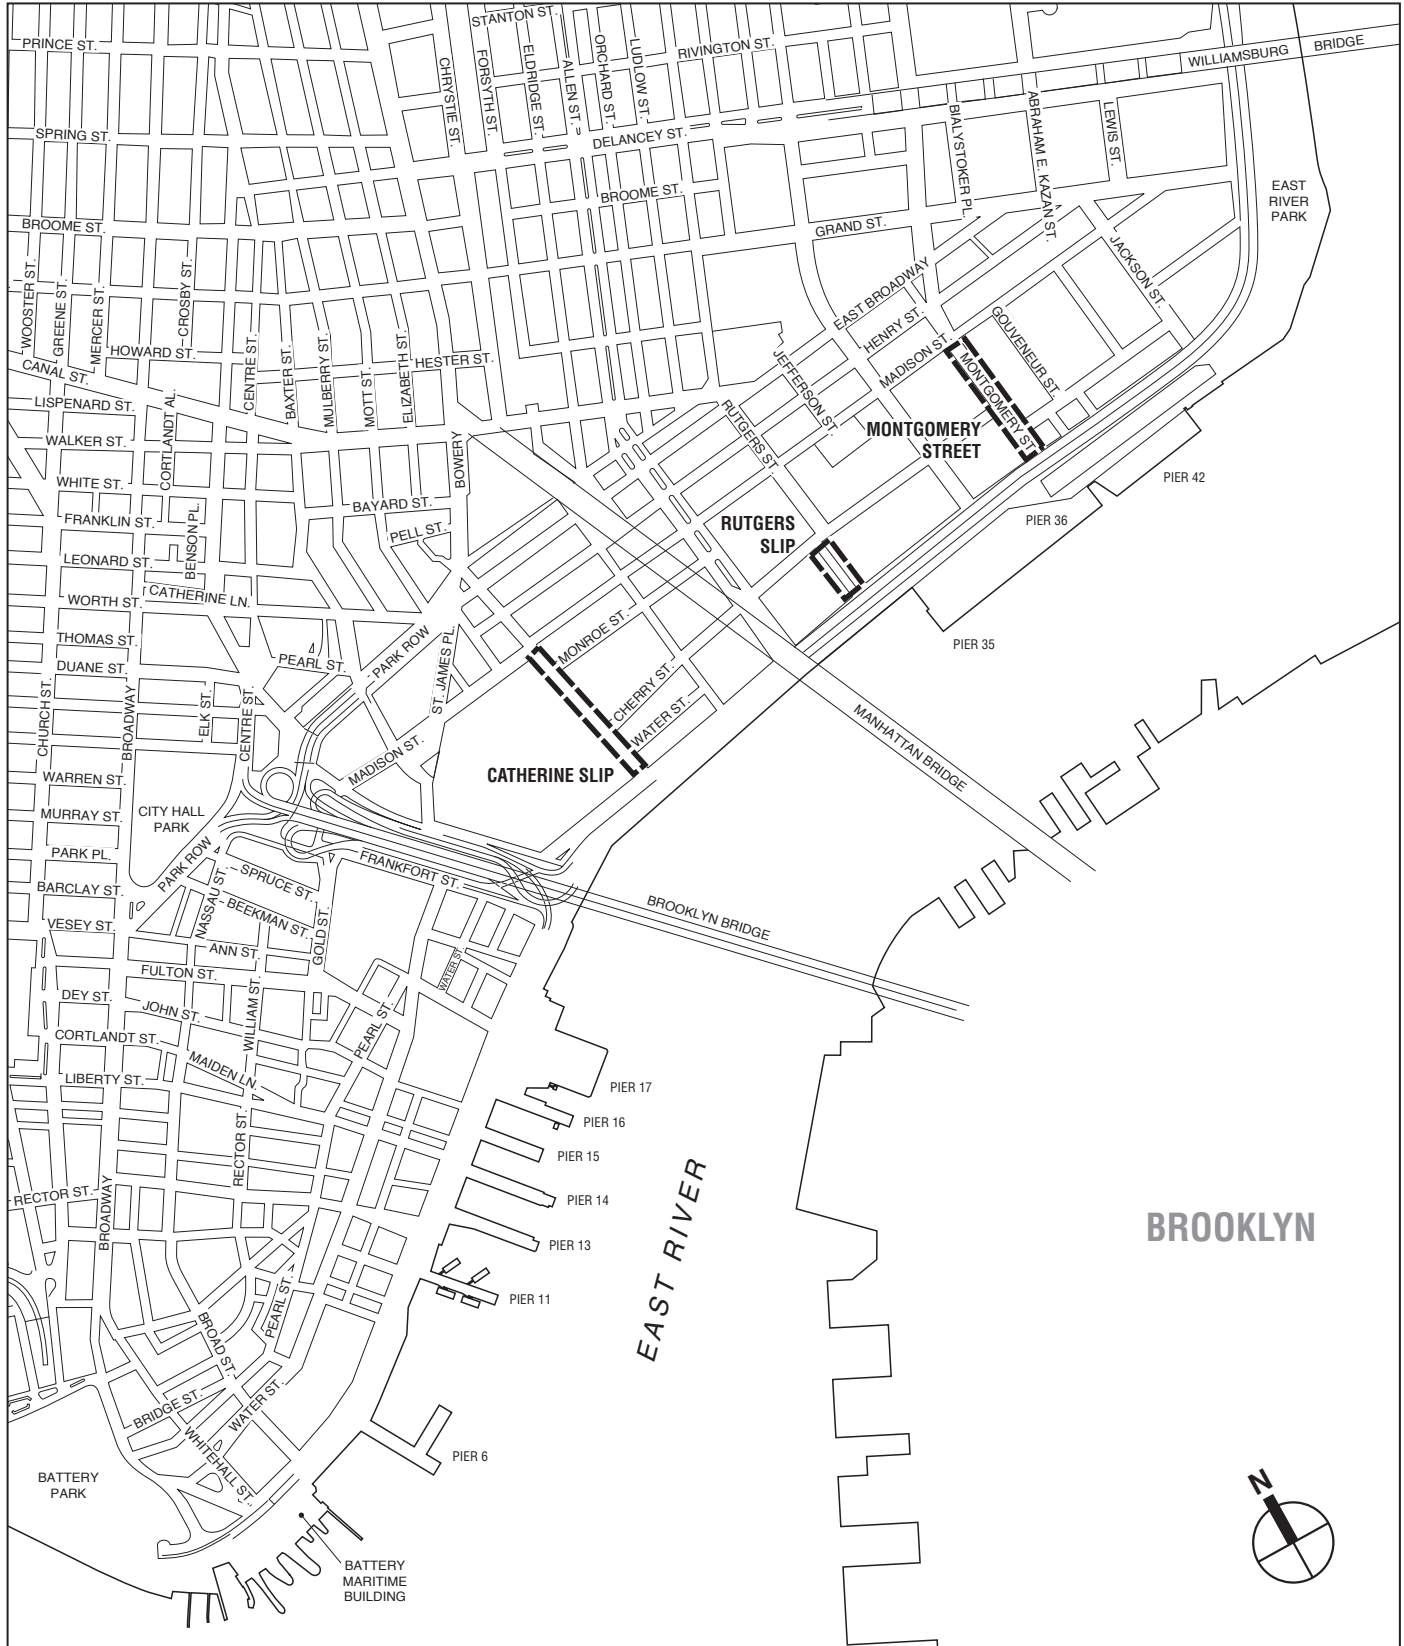 STANTON ST.
PRINCE ST.
RIVINGTON ST.
WILLIAMSBURG BRIDGE
CHRYSTIE ST.
FORSYTH ST.
ELDRIDGE ST.
ALLEN ST.
ORCHARD ST.
LUDLOW ST.
SPRING ST.
DELANCEY ST.
BIALYSTOKER PL.
ABRAHAM E. KAZAN ST.
LEWIS ST.
EAST
RIVER
PARK
BROOME ST.
BROOME ST.
GRAND ST.
JACKSON ST.
WOOSTER ST.
GREENE ST.
MERCER ST.
CROSBY ST.
EAST BROADWAY
HENRY ST.
MADISON ST.
GOUVENEUR ST.
MONTGOMERY ST.
HOWARD ST.
CENTRE ST.
BAXTER ST.
MULBERRY ST.
MOTT ST.
ELIZABETH ST.
HESTER ST.
JEFFERSON ST.
RUTGERS ST.
CANAL ST.
LISPENARD ST.
CORTLANDT AL.
WALKER ST.
BOWERY
MONTGOMERY
STREET
WHITE ST.
PIER 42
BAYARD ST.
FRANKLIN ST.
BENSON PL.
PELL ST.
RUTGERS
SLIP
PIER 36
LEONARD ST.
CATHERINE LN.
WORTH ST.
THOMAS ST.
PEARL ST.
PARK ROW
ST. JAMES PL.
MONROE ST.
PIER 35
DUANE ST.
CHURCH ST.
BROADWAY
ELK ST.
CENTRE ST.
CHERRY ST.
WATER ST.
MANHATTAN BRIDGE
MADISON ST.
CATHERINE SLIP
WARREN ST.
MURRAY ST.
CITY HALL
PARK
PARK PL.
PARK ROW
BARCLAY ST.
SPRUCE ST.
FRANKFORT ST.
NASSAU ST.
BEEKMAN ST.
GOLD ST.
BROOKLYN BRIDGE
VESEY ST.
ANN ST.
FULTON ST.
WATER ST.
DEY ST.
JOHN ST.
WILLIAM ST.
PEARL ST.
CORTLANDT ST.
MAIDEN LN.
LIBERTY ST.
PIER 17
PIER 16
RECTOR ST.
PIER 15
RECTOR ST.
BROADWAY
PIER 14
PIER 13
EAST RIVER
BROOKLYN
PIER 11
PEARL ST.
BROAD ST.
BRIDGE ST.
WATER ST.
WHITEHALL ST.
PIER 6
BATTERY
PARK
N
BATTERY
MARITIME
BUILDING